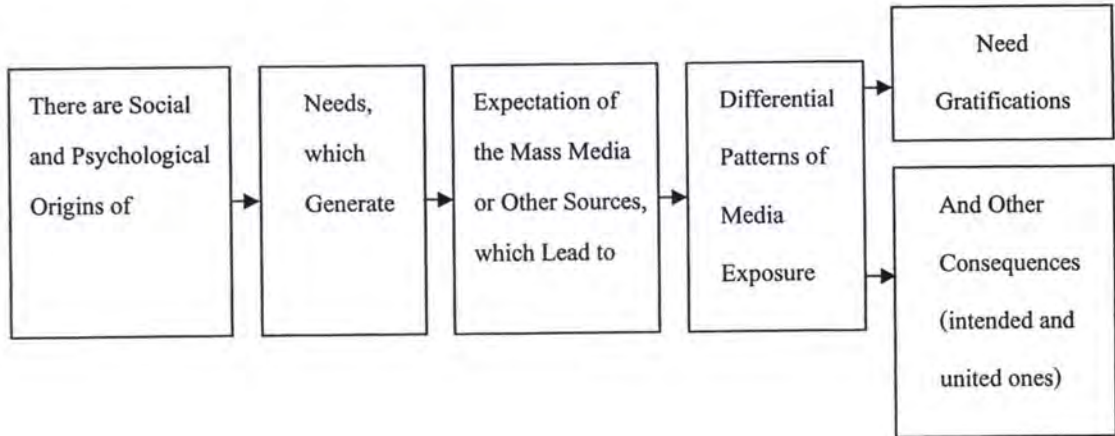 There are Social
and Psychological
Origins of
Needs,
which
Generate
Expectation of
the Mass Media
or Other Sources,
which Lead to
Differential
Patterns of
Media
Exposure
Need
Gratifications
And Other
Consequences
(intended and
united ones)